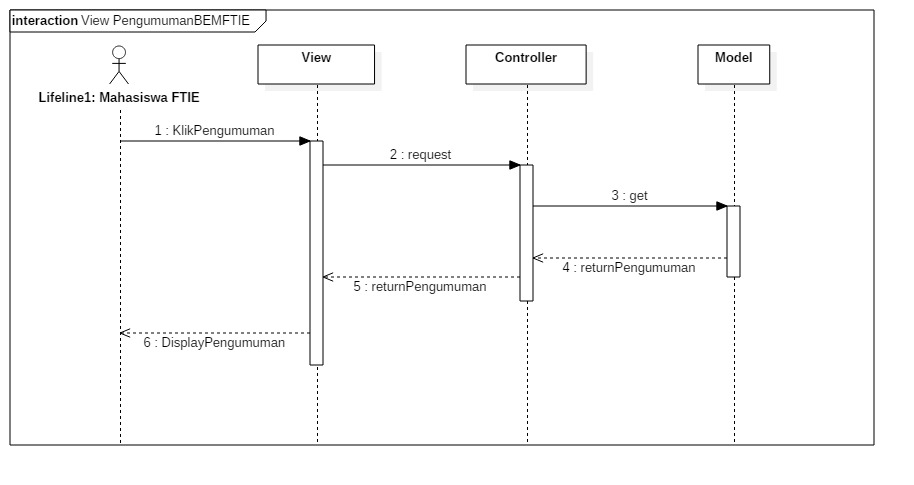 interaction View PengumumanBEMFTIE
View
Controller
Model
Lifeline1: Mahasiswa FTIE
1 : KlikPengumuman
2 : request
3 : get
4 : returnPengumuman
5 : returnPengumuman
6 : DisplayPengumuman